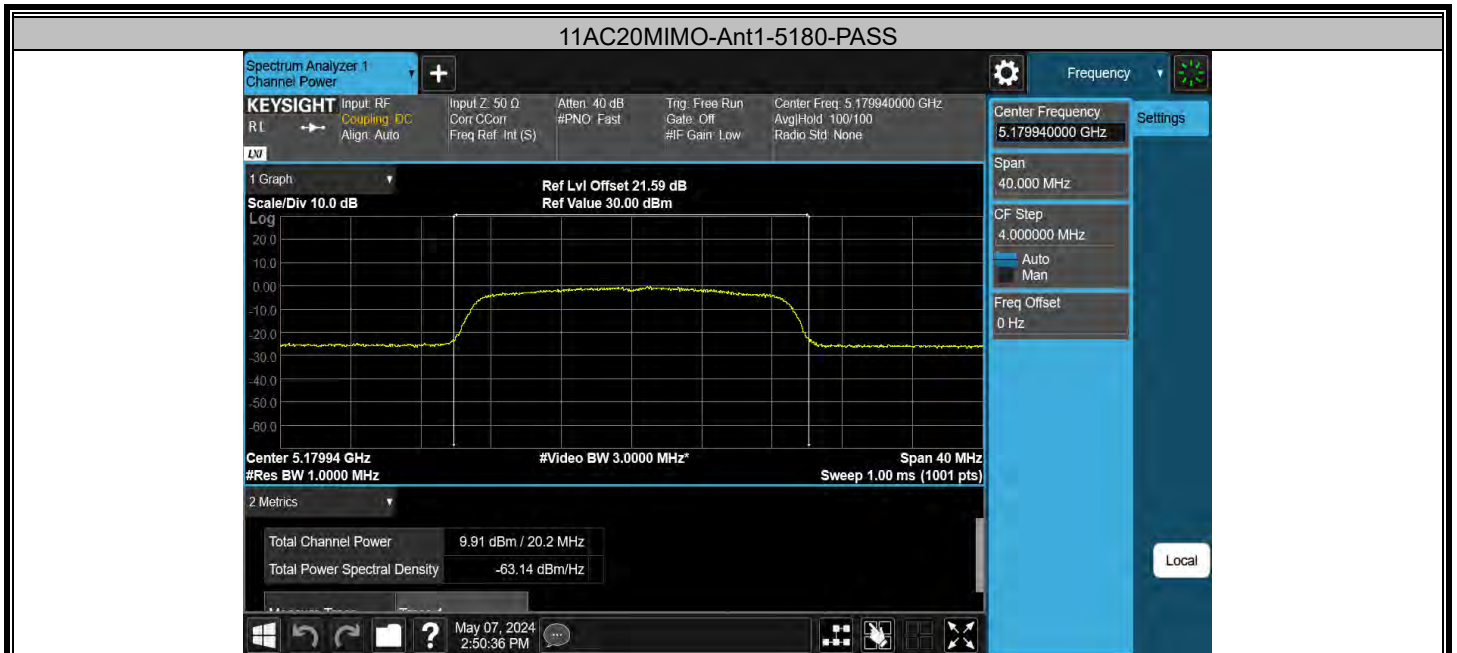 11AC20MIMO-Ant1-5180-PASS
Spectrum Analyzer 1
Channel Power
+
Frequency
KEYSIGHT
RL
LXI
Input: RF
Coupling: DC
Align: Auto
Input Z: 50 Ω
Corr CCorr
Freq Ref: Int (S)
Atten: 40 dB
#PNO: Fast
Trig: Free Run
Gate: Off
#IF Gain: Low
Center Freq: 5.179940000 GHz
Avg|Hold: 100/100
Radio Std: None
Center Frequency
5.179940000 GHz
Settings
Span
40.000 MHz
CF Step
4.000000 MHz
Auto
Man
Freq Offset
0 Hz
Local
1 Graph
Scale/Div 10.0 dB
Ref Lvl Offset 21.59 dB
Ref Value 30.00 dBm
Log
20.0
10.0
0.00
-10.0
-20.0
-30.0
-40.0
-50.0
-60.0
Center 5.17994 GHz
#Video BW 3.0000 MHz*
Span 40 MHz
#Res BW 1.0000 MHz
Sweep 1.00 ms (1001 pts)
2 Metrics
Total Channel Power 9.91 dBm / 20.2 MHz
Total Power Spectral Density -63.14 dBm/Hz
?
May 07, 2024
2:50:36 PM